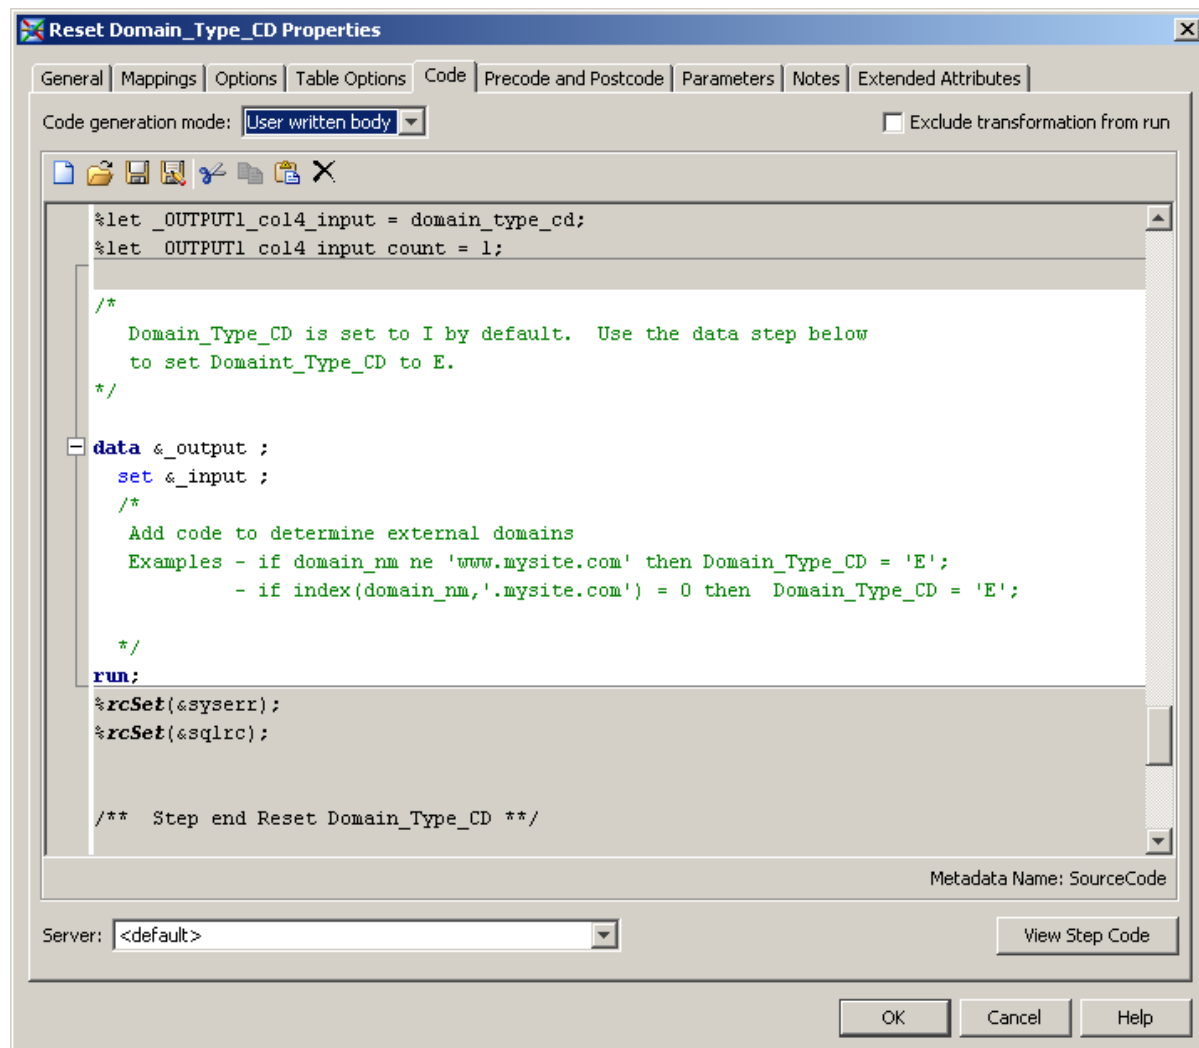 Reset Domain_Type_CD Properties
General Mappings Options Table Options Code Precode and Postcode Parameters Notes Extended Attributes
Code generation mode: User written body Exclude transformation from run
%let _OUTPUT1_col4_input = domain_type_cd;
%let _OUTPUT1_col4_input_count = 1;
/*
Domain_Type_CD is set to I by default.  Use the data step below
to set Domaint_Type_CD to E.
*/
data &_output ;
set &_input ;
/*
Add code to determine external domains
Examples - if domain_nm ne 'www.mysite.com' then Domain_Type_CD = 'E';
- if index(domain_nm,'.mysite.com') = 0 then  Domain_Type_CD = 'E';
*/
run;
%rcSet(&syserr);
%rcSet(&sqlrc);
/**  Step end Reset Domain_Type_CD **/
Metadata Name: SourceCode
Server: <default> View Step Code
OK Cancel Help